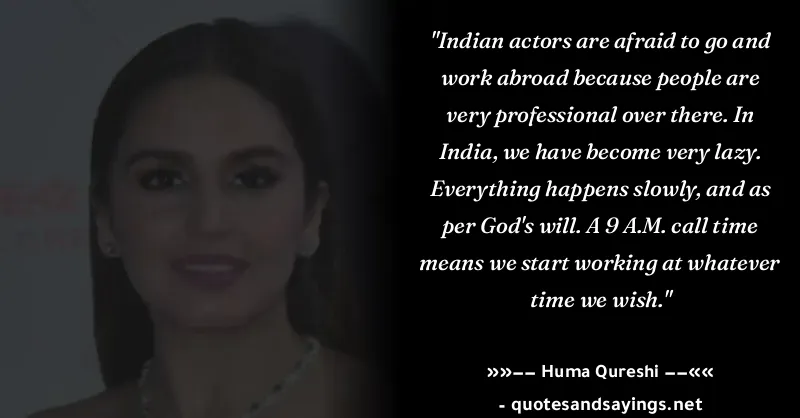 "Indian actors are afraid to go and
work abroad because people are
very professional over there. In
India, we have become very lazy.
Everything happens slowly, and as
per God's will. A 9 A.M. call time
means we start working at whatever
time we wish."
»»−− Huma Qureshi −−««
- quotesandsayings.net